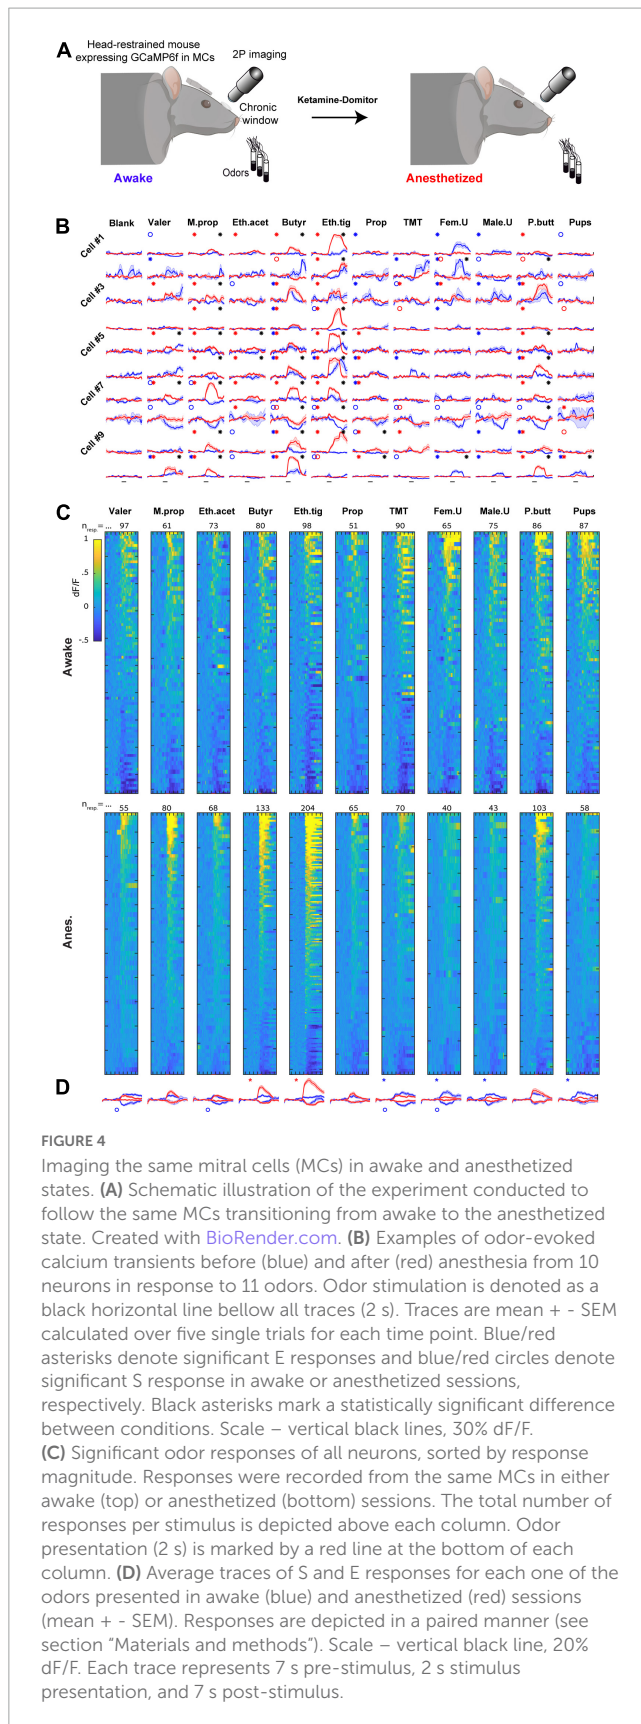 A
Head-restrained mouse
expressing GCaMP6f in MCs
2P imaging
Chronic
window
Odors
Awake
Ketamine-Domitor
Anesthetized
B
Blank Valer M.prop Eth.acet Butyr Eth.tig Prop TMT Fem.U Male.U P.butt Pups
Cell #1
Cell #3
Cell #5
Cell #7
Cell #9
C
Valer M.prop Eth.acet Butyr Eth.tig Prop TMT Fem.U Male.U P.butt Pups
nresp= ... 97 61 73 80 98 51 90 65 75 86 87
1
.5
0
-.5
dF/F
Awake
nresp= ... 55 80 68 133 204 65 70 40 43 103 58
Anes.
D
FIGURE 4
Imaging the same mitral cells (MCs) in awake and anesthetized
states. (A) Schematic illustration of the experiment conducted to
follow the same MCs transitioning from awake to the anesthetized
state. Created with BioRender.com. (B) Examples of odor-evoked
calcium transients before (blue) and after (red) anesthesia from 10
neurons in response to 11 odors. Odor stimulation is denoted as a
black horizontal line bellow all traces (2 s). Traces are mean + - SEM
calculated over five single trials for each time point. Blue/red
asterisks denote significant E responses and blue/red circles denote
significant S response in awake or anesthetized sessions,
respectively. Black asterisks mark a statistically significant difference
between conditions. Scale – vertical black lines, 30% dF/F.
(C) Significant odor responses of all neurons, sorted by response
magnitude. Responses were recorded from the same MCs in either
awake (top) or anesthetized (bottom) sessions. The total number of
responses per stimulus is depicted above each column. Odor
presentation (2 s) is marked by a red line at the bottom of each
column. (D) Average traces of S and E responses for each one of the
odors presented in awake (blue) and anesthetized (red) sessions
(mean + - SEM). Responses are depicted in a paired manner (see
section "Materials and methods"). Scale – vertical black line, 20%
dF/F. Each trace represents 7 s pre-stimulus, 2 s stimulus
presentation, and 7 s post-stimulus.